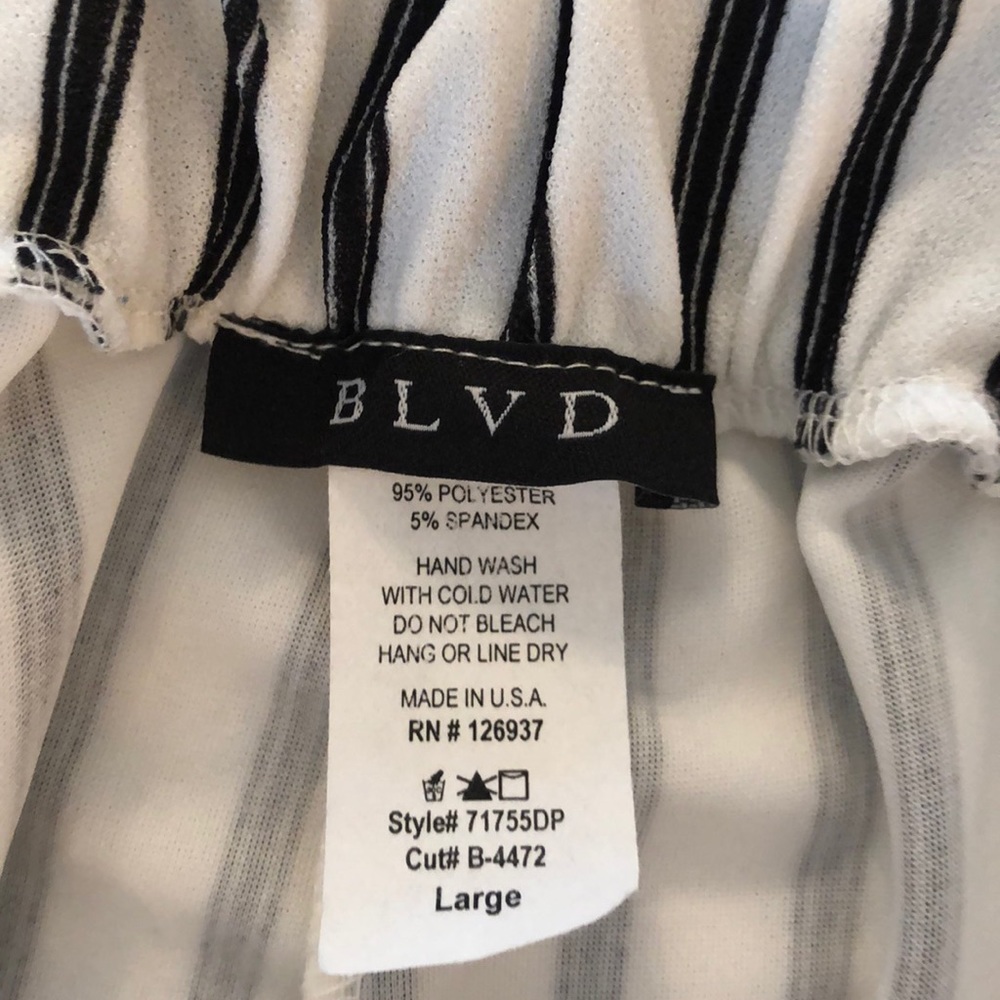 BLVD
95% POLYESTER
5% SPANDEX
HAND WASH
WITH COLD WATER
DO NOT BLEACH
HANG OR LINE DRY
MADE IN U.S.A.
RN # 126937
Style# 71755DP
Cut# B-4472
Large